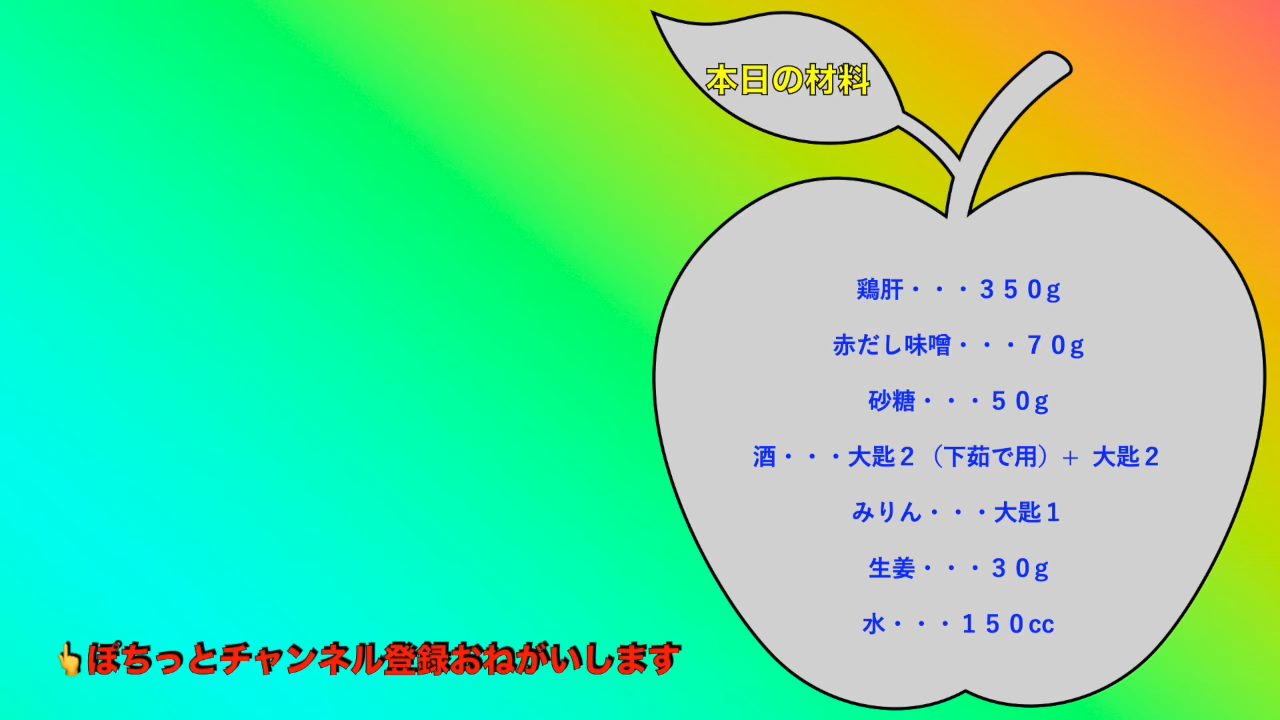 本日の材料
鶏肝・・・３５０g
赤だし味噌・・・７０g
砂糖・・・５０g
酒・・・大匙２（下茹で用）＋ 大匙２
みりん・・・大匙１
生姜・・・３０g
水・・・１５０cc
👆ぽちっとチャンネル登録おねがいします